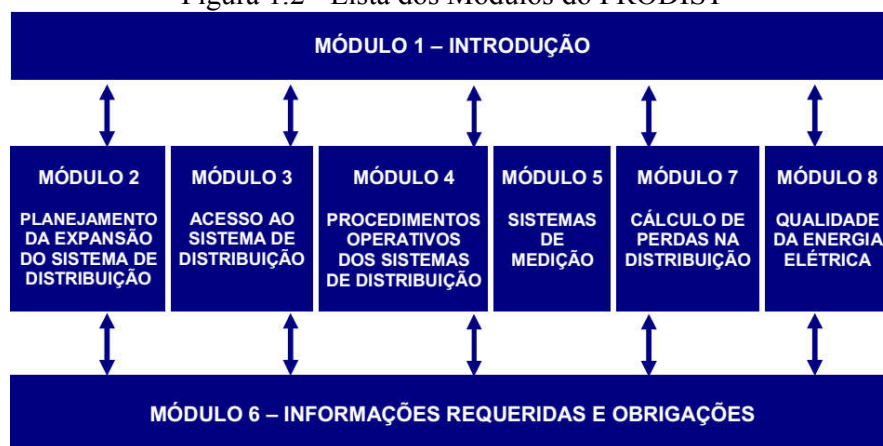 Figura 1.2 - Lista dos Módulos do PRODIST
MÓDULO 1 – INTRODUÇÃO
MÓDULO 2
PLANEJAMENTO
DA EXPANSÃO
DO SISTEMA DE
DISTRIBUIÇÃO
MÓDULO 3
ACESSO AO
SISTEMA DE
DISTRIBUIÇÃO
MÓDULO 4
PROCEDIMENTOS
OPERATIVOS
DOS SISTEMAS
DE DISTRIBUIÇÃO
MÓDULO 5
SISTEMAS
DE
MEDIÇÃO
MÓDULO 7
CÁLCULO DE
PERDAS NA
DISTRIBUIÇÃO
MÓDULO 8
QUALIDADE
DA ENERGIA
ELÉTRICA
MÓDULO 6 – INFORMAÇÕES REQUERIDAS E OBRIGAÇÕES